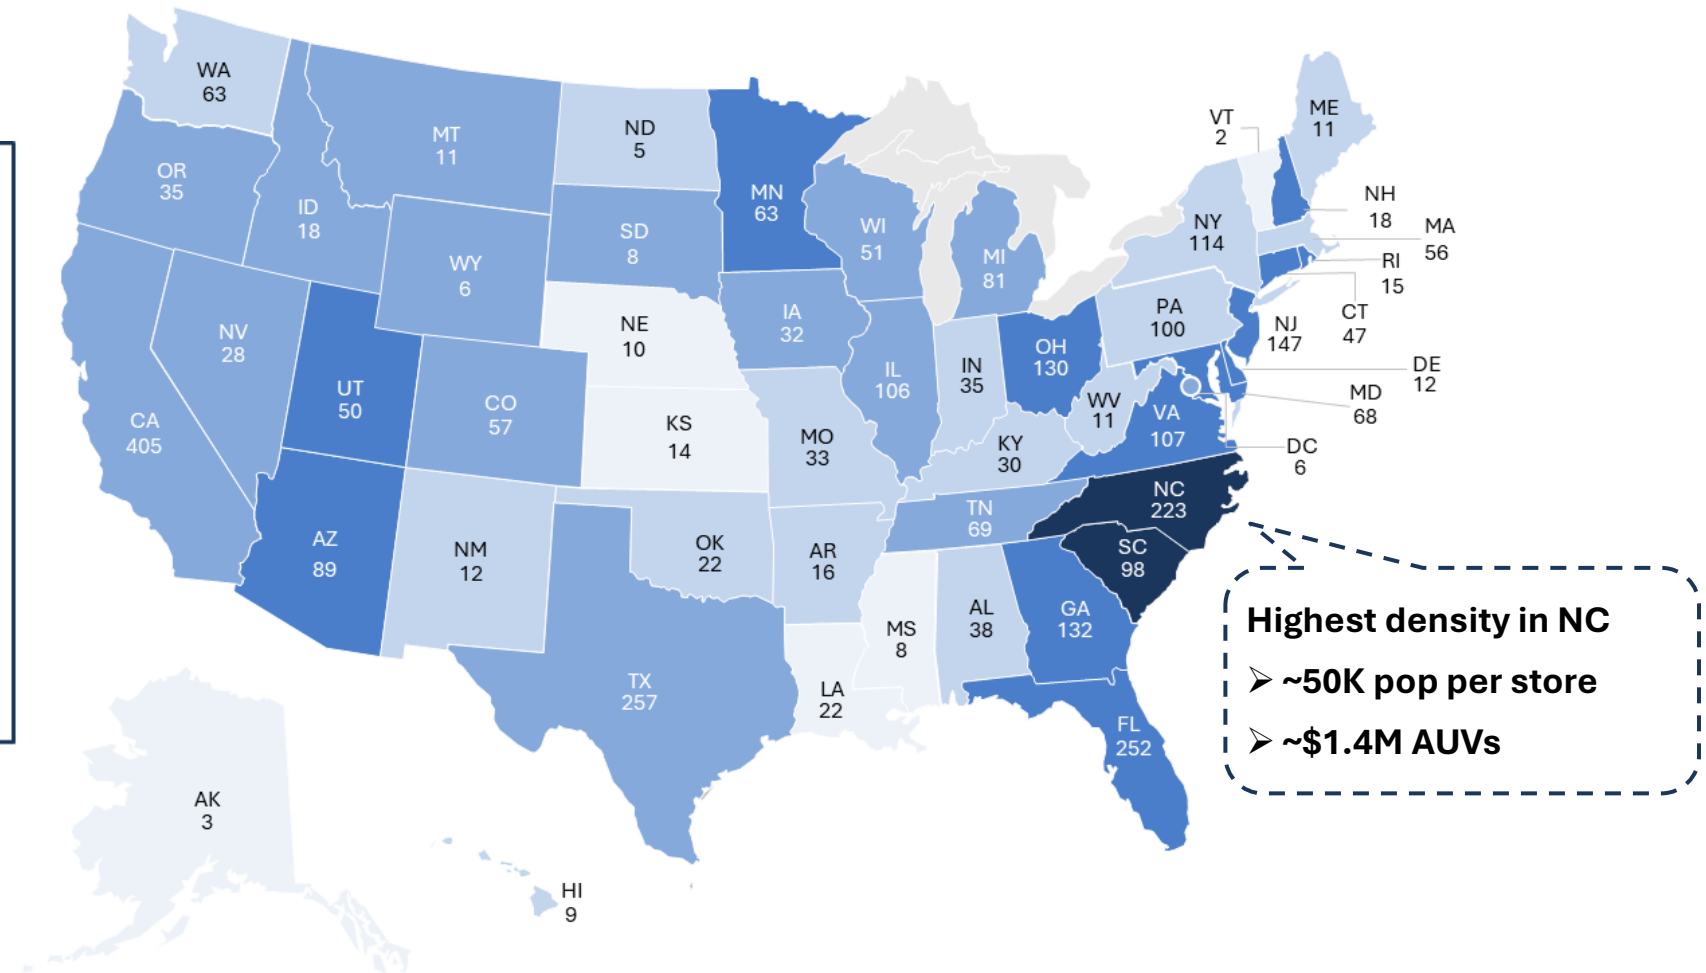 WA
63
OR
35
ID
18
MT
11
ND
5
MN
63
WI
51
MI
81
VT
2
ME
11
NH
18
MA
56
NY
114
RI
15
CT
47
SD
8
WY
6
NV
28
CA
405
UT
50
CO
57
NE
10
IA
32
IL
106
IN
35
OH
130
PA
100
NJ
147
DE
12
MD
68
DC
6
WV
11
VA
107
KS
14
MO
33
KY
30
NC
223
TN
69
SC
98
AZ
89
NM
12
OK
22
AR
16
MS
8
AL
38
GA
132
TX
257
LA
22
FL
252
AK
3
HI
9
Highest density in NC
➢ ~50K pop per store
➢ ~$1.4M AUVs